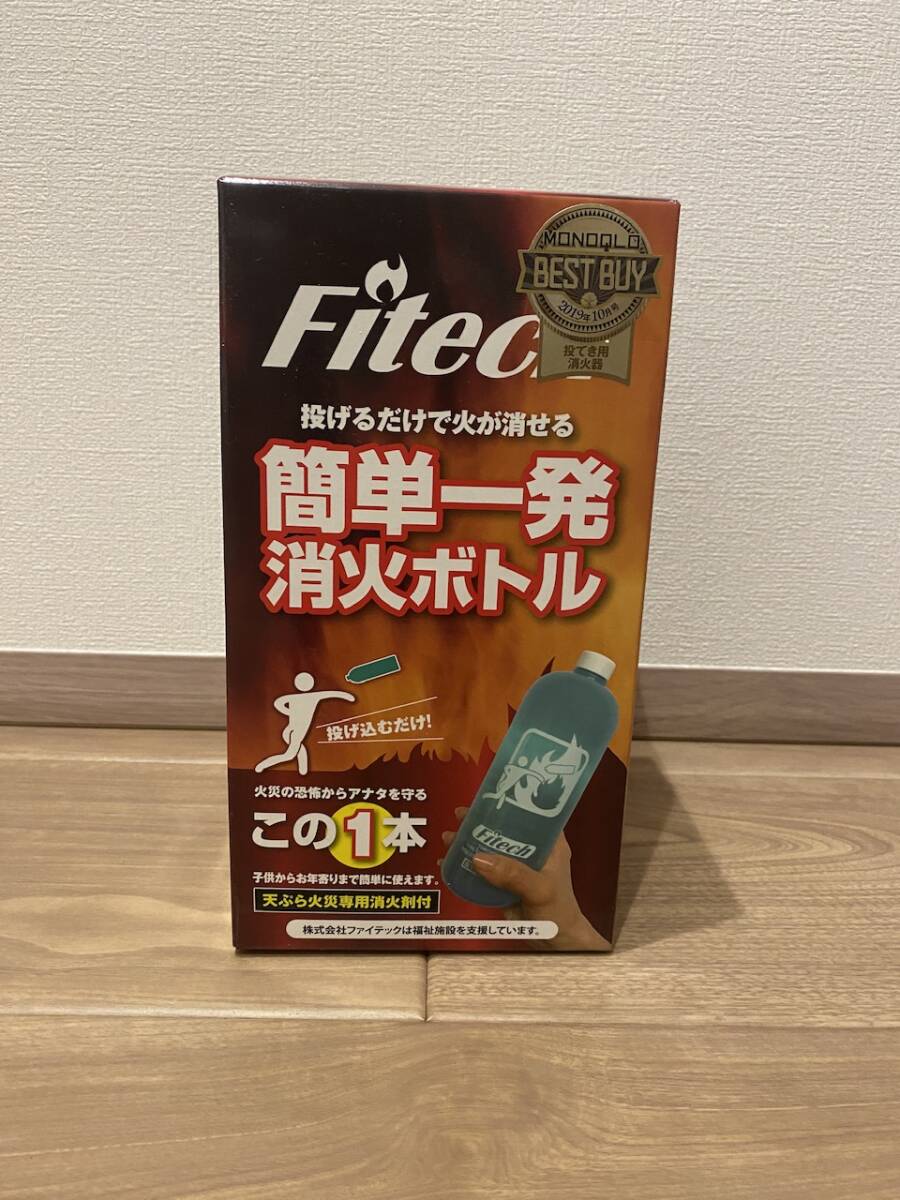 MONOQLO
BEST BUY
2019年10月号
投てき用
消火器
Fitech
投げるだけで火が消せる
簡単一発
消火ボトル
投げ込むだけ!
火災の恐怖からアナタを守る
この1本
子供からお年寄りまで簡単に使えます。
天ぷら火災専用消火剤付
株式会社ファイテックは福祉施設を支援しています。
Fitech